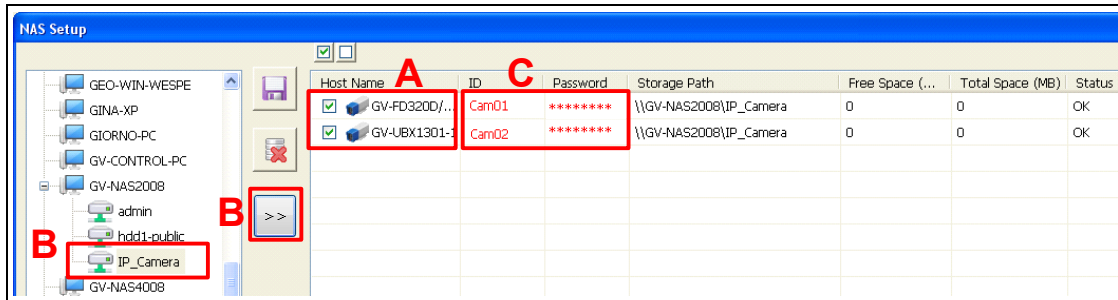 NAS Setup
A
C
Host Name ID Password Storage Path Free Space (... Total Space (MB) Status
GEO-WIN-WESPE
GV-FD320D/... Cam01 ******** \\GV-NAS2008\IP_Camera 0 0 OK
GINA-XP
GV-UBX1301-1 Cam02 ******** \\GV-NAS2008\IP_Camera 0 0 OK
GIORNO-PC
GV-CONTROL-PC
GV-NAS2008
admin
B >>
hdd1-public
B
IP_Camera
GV-NAS4008